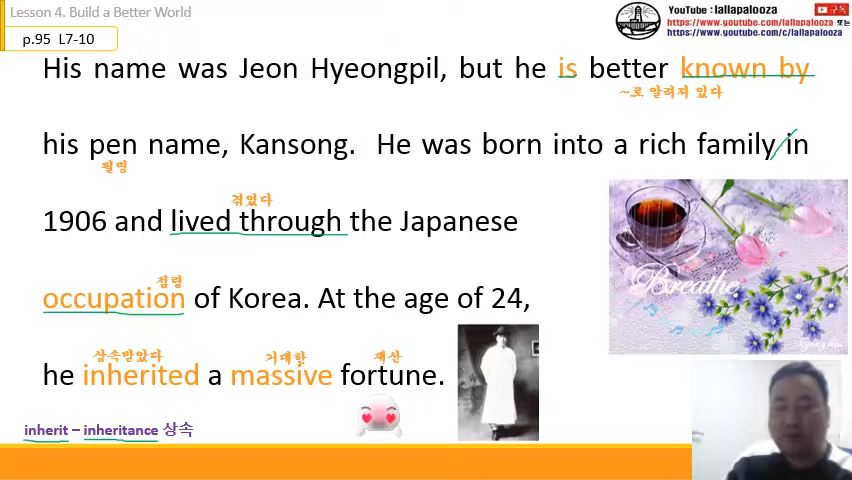 Lesson 4. Build a Better World
p.95 L7-10
YouTube : lallapalooza 구독
https://www.youtube.com/lallapalooza 또는
https://www.youtube.com/c/lallapalooza
His name was Jeon Hyeongpil, but he is better known by
~로 알려져 있다
his pen name, Kansong. He was born into a rich family in
필명
겪었다
1906 and lived through the Japanese
점령
occupation of Korea. At the age of 24,
상속받았다 거대한 재산
he inherited a massive fortune.
inherit – inheritance 상속
Breathe